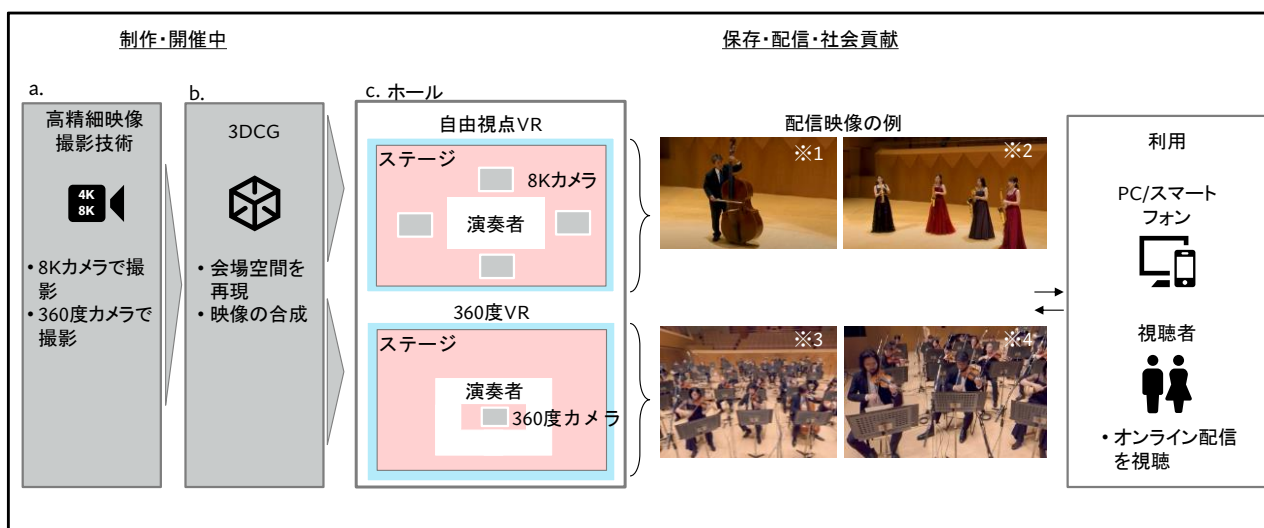 制作・開催中
保存・配信・社会貢献
a.
高精細映像
撮影技術
4K
8K
• 8Kカメラで撮
影
• 360度カメラで
撮影
b.
3DCG
• 会場空間を
再現
• 映像の合成
c. ホール
自由視点VR
ステージ
8Kカメラ
演奏者
360度VR
ステージ
演奏者
360度カメラ
配信映像の例
※1
※2
※3
※4
利用
PC/スマート
フォン
視聴者
• オンライン配信
を視聴